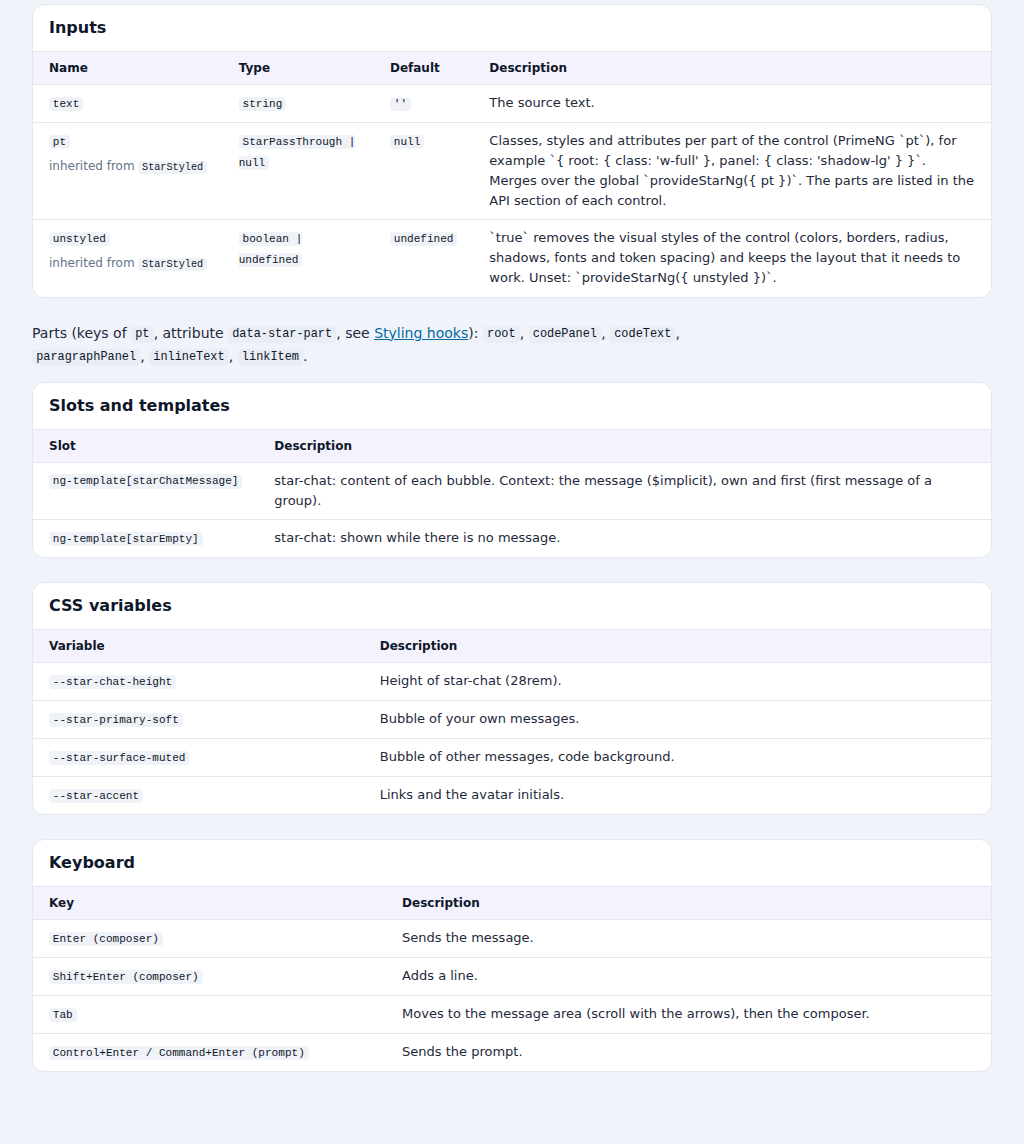 Inputs
Name Type Default Description
text string '' The source text.
pt StarPassThrough | null Classes, styles and attributes per part of the control (PrimeNG `pt`), for
inherited from StarStyled null example `{ root: { class: 'w-full' }, panel: { class: 'shadow-lg' } }`.
Merges over the global `provideStarNg({ pt })`. The parts are listed in the
API section of each control.
unstyled boolean | undefined `true` removes the visual styles of the control (colors, borders, radius,
inherited from StarStyled undefined shadows, fonts and token spacing) and keeps the layout that it needs to
work. Unset: `provideStarNg({ unstyled })`.
Parts (keys of pt, attribute data-star-part, see Styling hooks): root, codePanel, codeText,
paragraphPanel, inlineText, linkItem.
Slots and templates
Slot Description
ng-template[starChatMessage] star-chat: content of each bubble. Context: the message ($implicit), own and first (first message of a
group).
ng-template[starEmpty] star-chat: shown while there is no message.
CSS variables
Variable Description
--star-chat-height Height of star-chat (28rem).
--star-primary-soft Bubble of your own messages.
--star-surface-muted Bubble of other messages, code background.
--star-accent Links and the avatar initials.
Keyboard
Key Description
Enter (composer) Sends the message.
Shift+Enter (composer) Adds a line.
Tab Moves to the message area (scroll with the arrows), then the composer.
Control+Enter / Command+Enter (prompt) Sends the prompt.